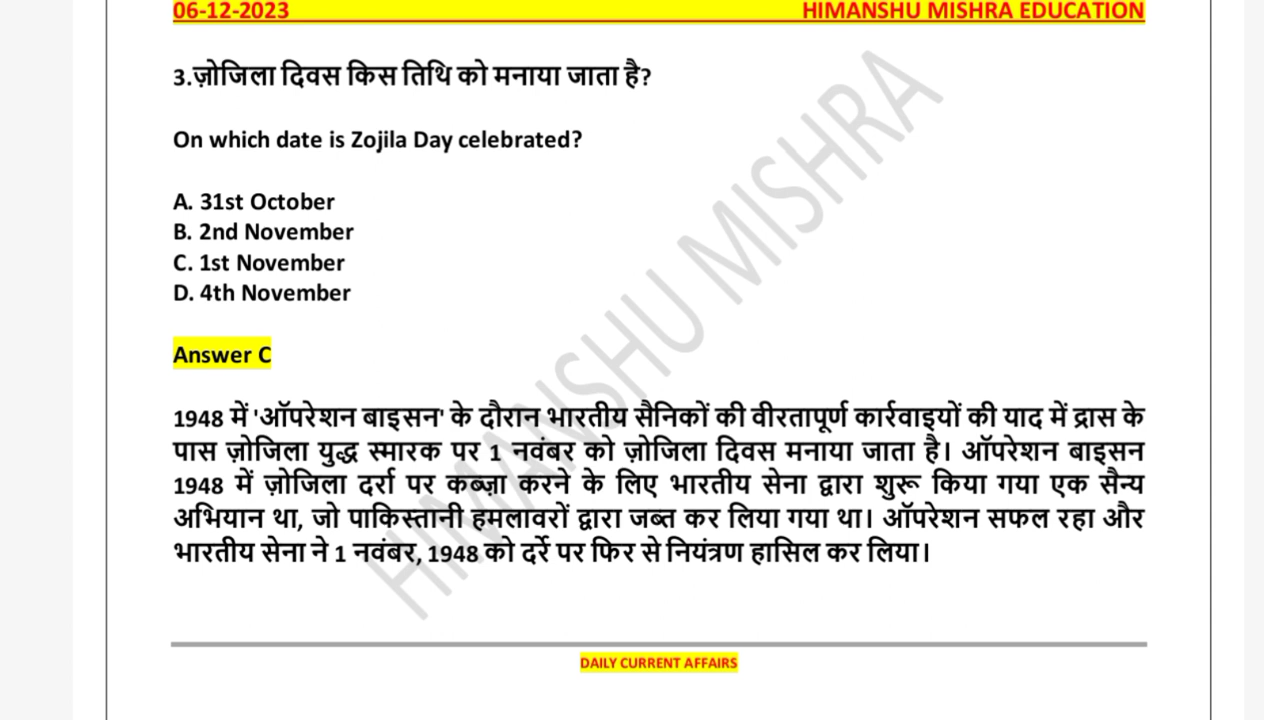 06-12-2023 HIMANSHU MISHRA EDUCATION
3.ज़ोजिला दिवस किस तिथि को मनाया जाता है?
On which date is Zojila Day celebrated?
A. 31st October
B. 2nd November
C. 1st November
D. 4th November
Answer C
1948 में 'ऑपरेशन बाइसन' के दौरान भारतीय सैनिकों की वीरतापूर्ण कार्रवाइयों की याद में द्रास के
पास ज़ोजिला युद्ध स्मारक पर 1 नवंबर को ज़ोजिला दिवस मनाया जाता है। ऑपरेशन बाइसन
1948 में ज़ोजिला दर्रा पर कब्ज़ा करने के लिए भारतीय सेना द्वारा शुरू किया गया एक सैन्य
अभियान था, जो पाकिस्तानी हमलावरों द्वारा जब्त कर लिया गया था। ऑपरेशन सफल रहा और
भारतीय सेना ने 1 नवंबर, 1948 को दर्रे पर फिर से नियंत्रण हासिल कर लिया।
HIMANSHU MISHRA
DAILY CURRENT AFFAIRS